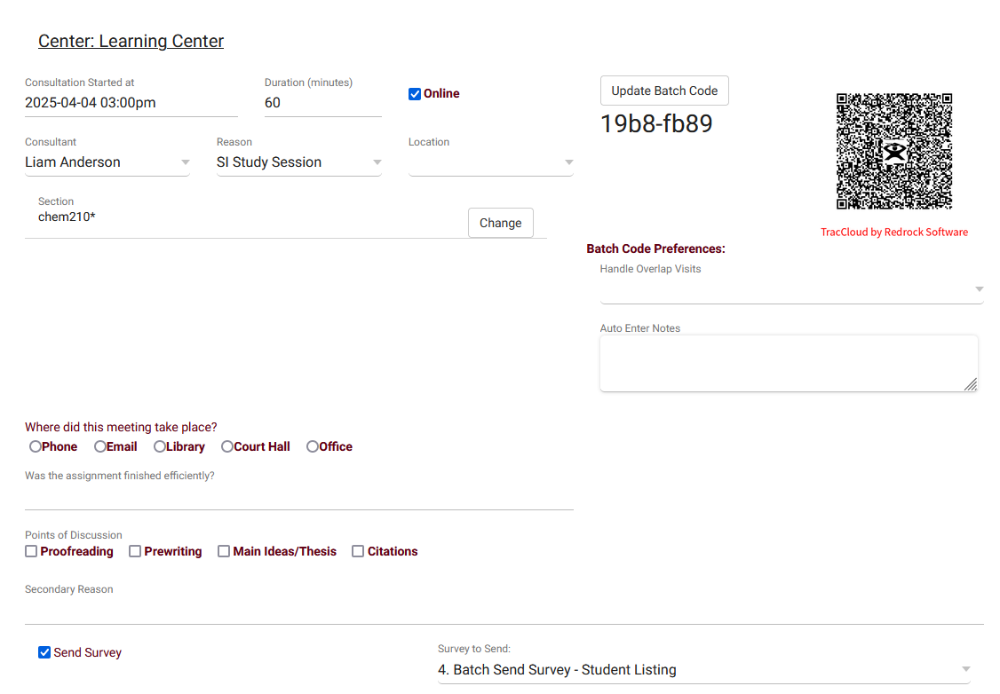 Center: Learning Center
Consultation Started at
2025-04-04 03:00pm
Duration (minutes)
60
Online
Update Batch Code
19b8-fb89
Consultant
Liam Anderson
Reason
SI Study Session
Location
Section
chem210*
Change
TracCloud by Redrock Software
Batch Code Preferences:
Handle Overlap Visits
Auto Enter Notes
Where did this meeting take place?
Phone Email Library Court Hall Office
Was the assignment finished efficiently?
Points of Discussion
Proofreading Prewriting Main Ideas/Thesis Citations
Secondary Reason
Send Survey
Survey to Send:
4. Batch Send Survey - Student Listing